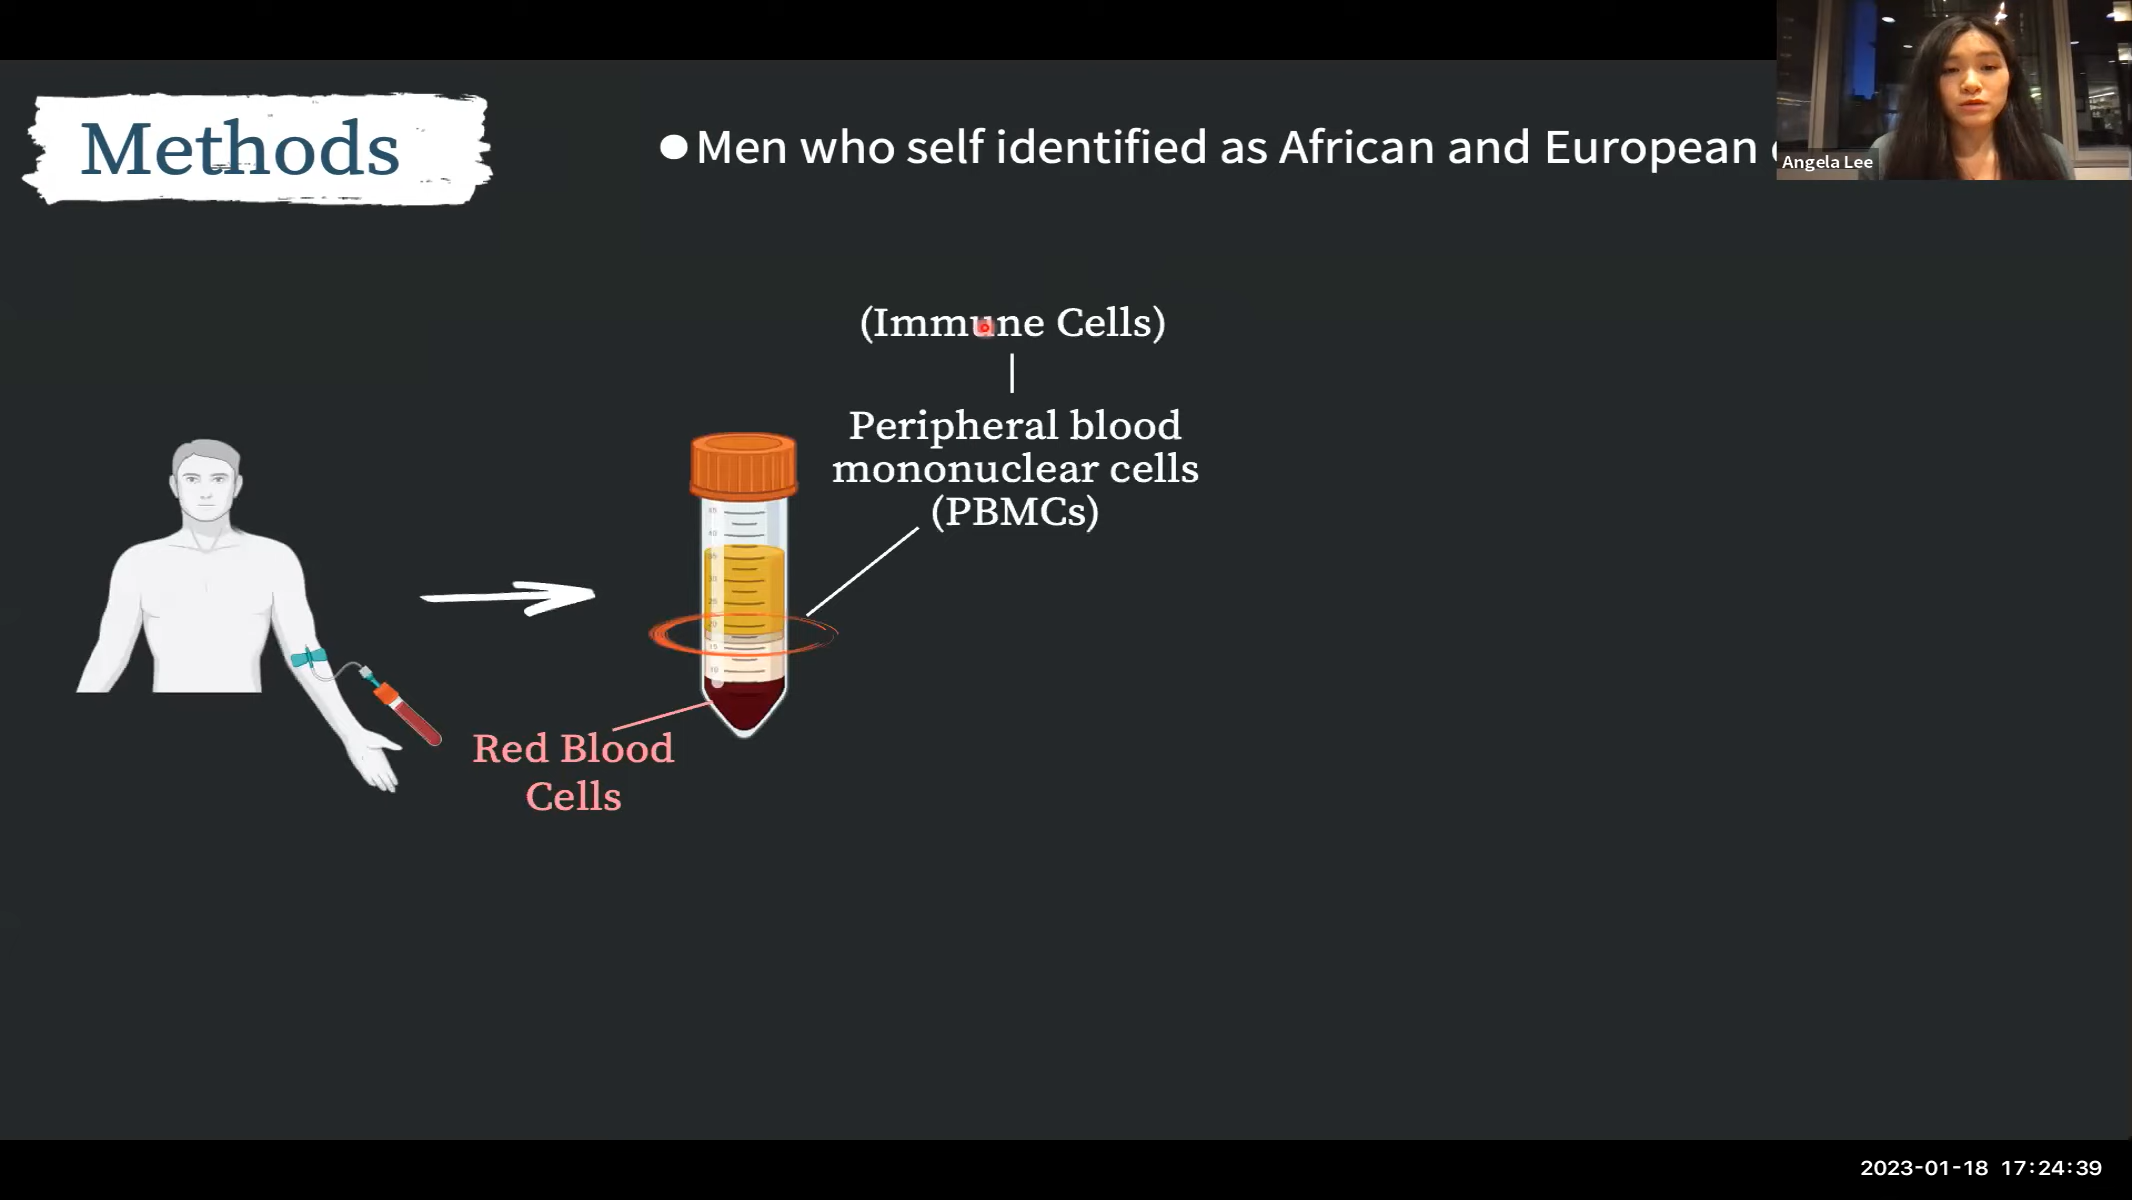 Methods
●Men who self identified as African and European
Angela Lee
(Immune Cells)
Peripheral blood
mononuclear cells
(PBMCs)
Red Blood
Cells
2023-01-18 17:24:39